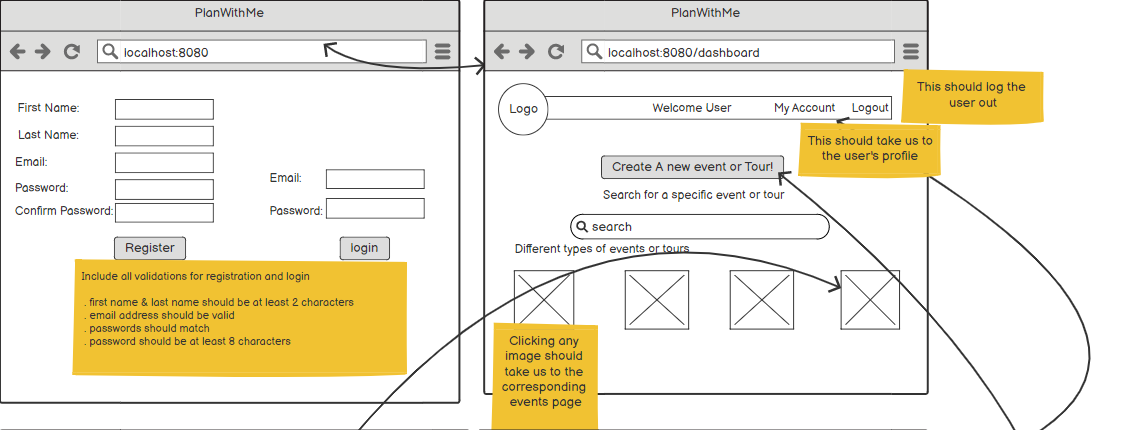 PlanWithMe
localhost:8080
First Name:
Last Name:
Email:
Password:
Confirm Password:
Register
Email:
Password:
login
Include all validations for registration and login
. first name & last name should be at least 2 characters
. email address should be valid
. passwords should match
. password should be at least 8 characters
PlanWithMe
localhost:8080/dashboard
Logo
Welcome User
My Account
Logout
This should log the
user out
This should take us to
the user's profile
Create A new event or Tour!
Search for a specific event or tour
search
Different types of events or tours
Clicking any
image should
take us to the
corresponding
events page